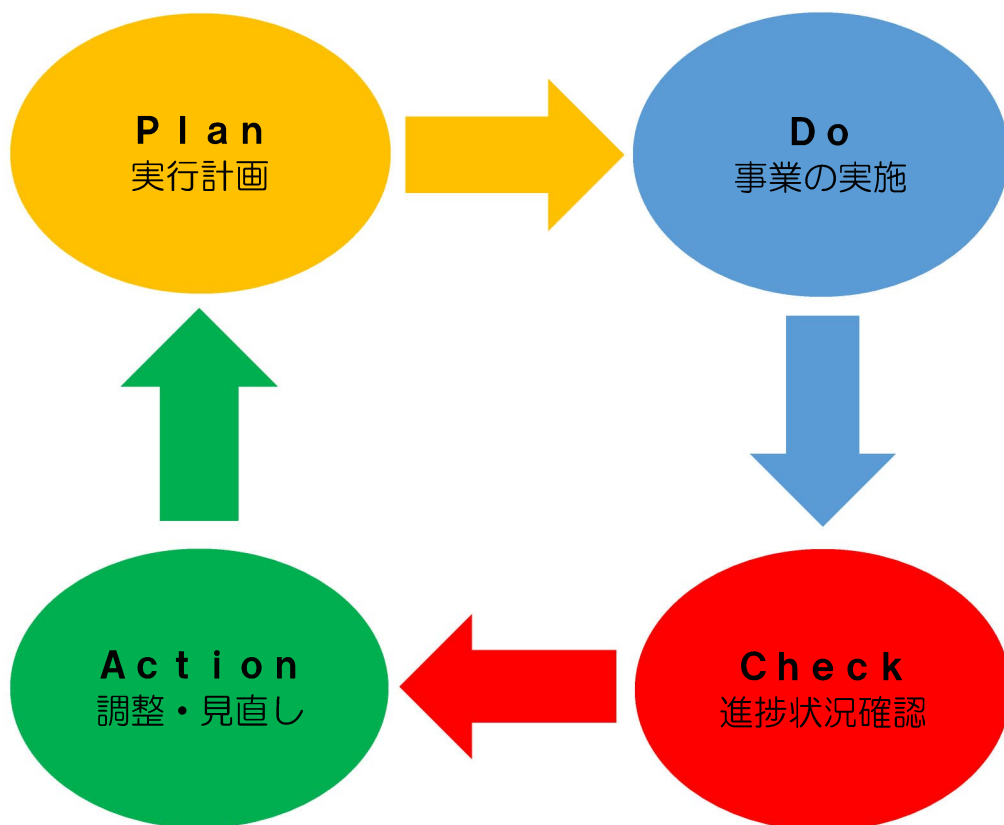 Plan
実行計画
Do
事業の実施
Check
進捗状況確認
Action
調整・見直し